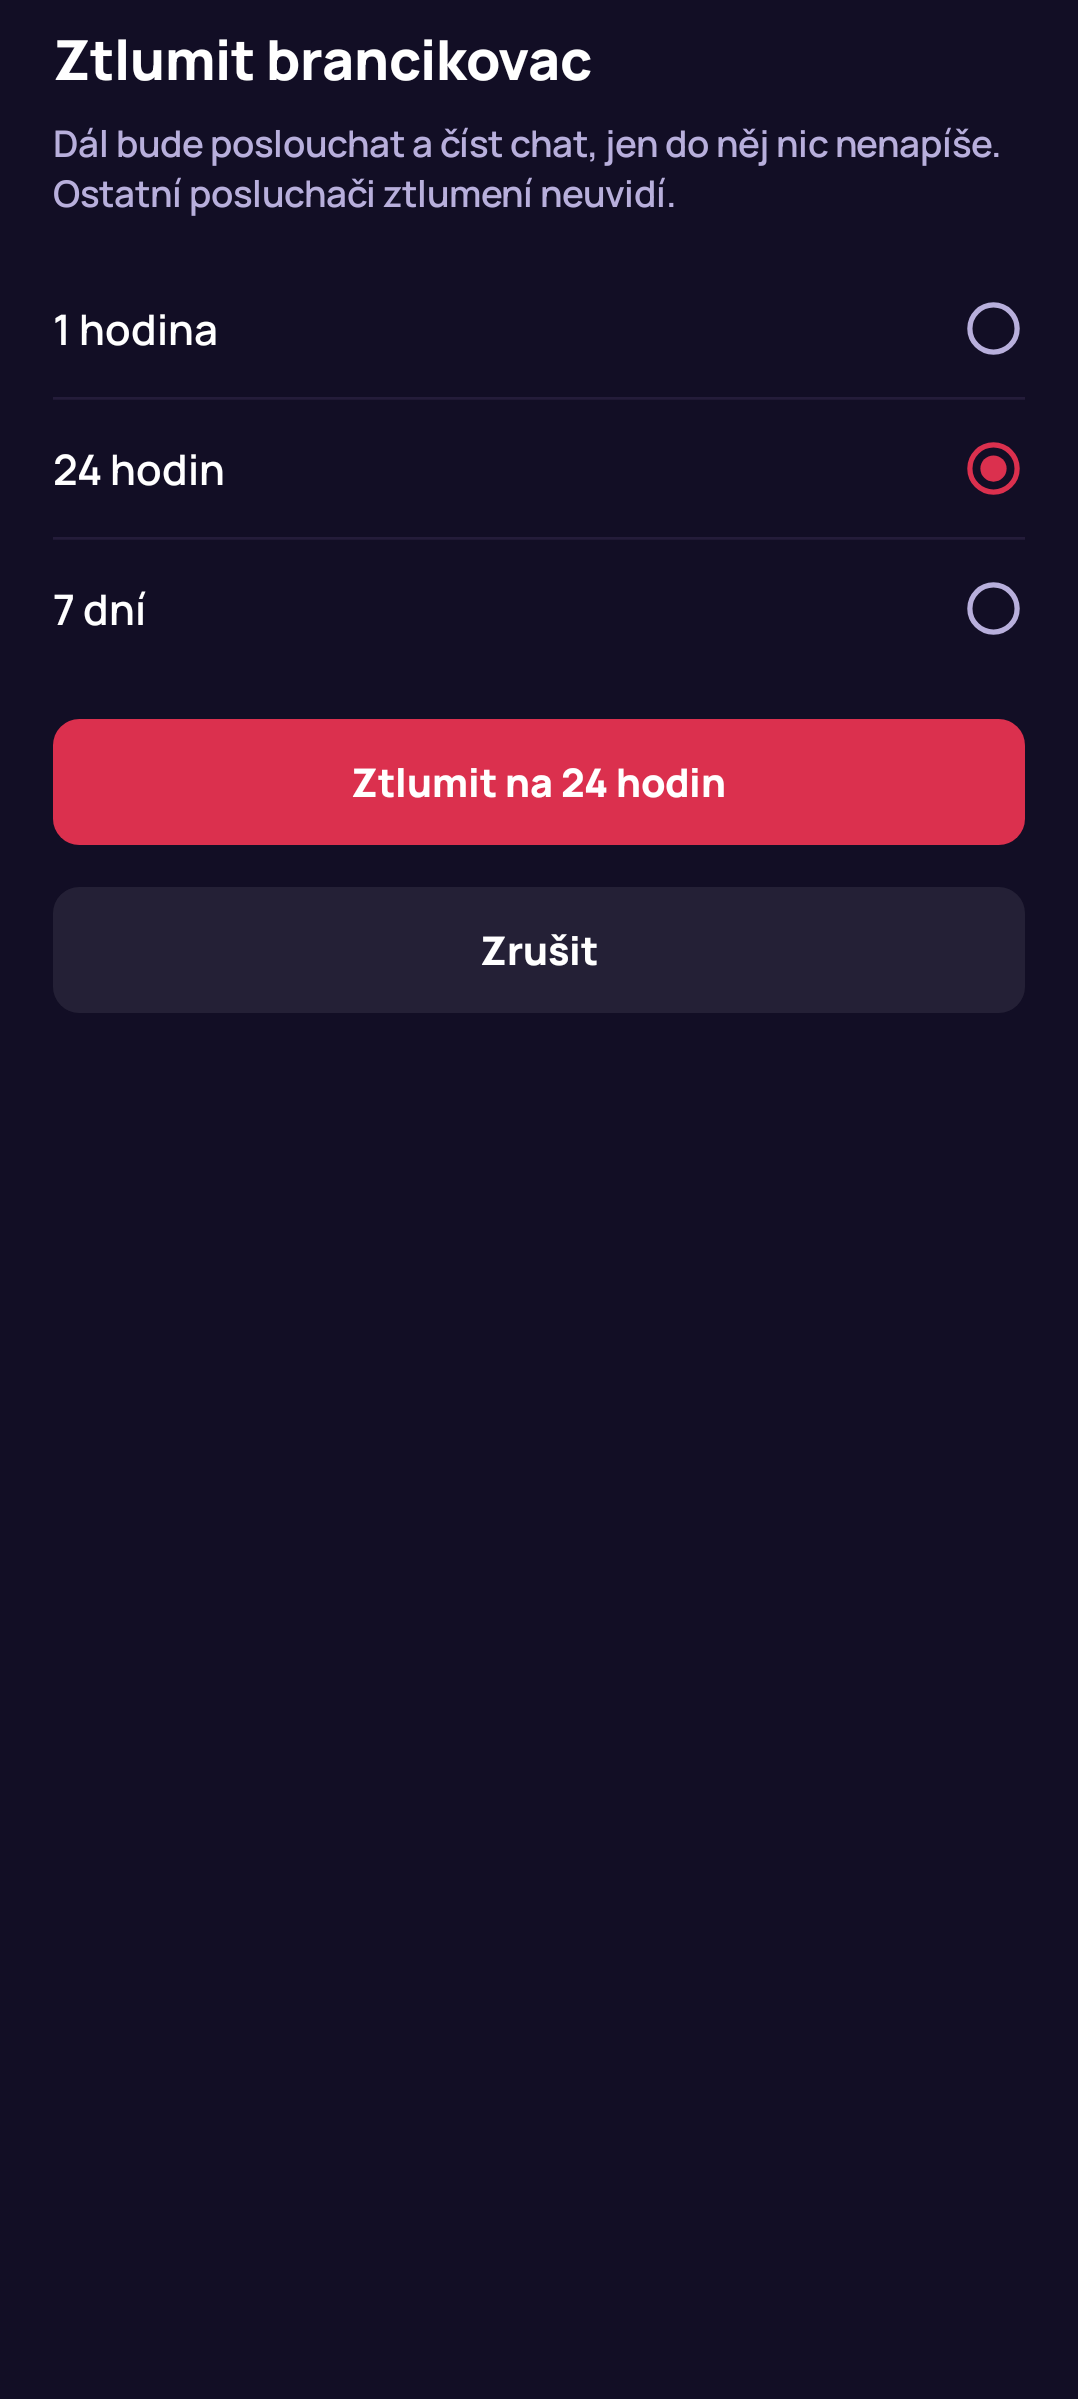 Ztlumit brancikovac
Dál bude poslouchat a číst chat, jen do něj nic nenapíše.
Ostatní posluchači ztlumení neuvidí.
1 hodina
24 hodin
7 dní
Ztlumit na 24 hodin
Zrušit